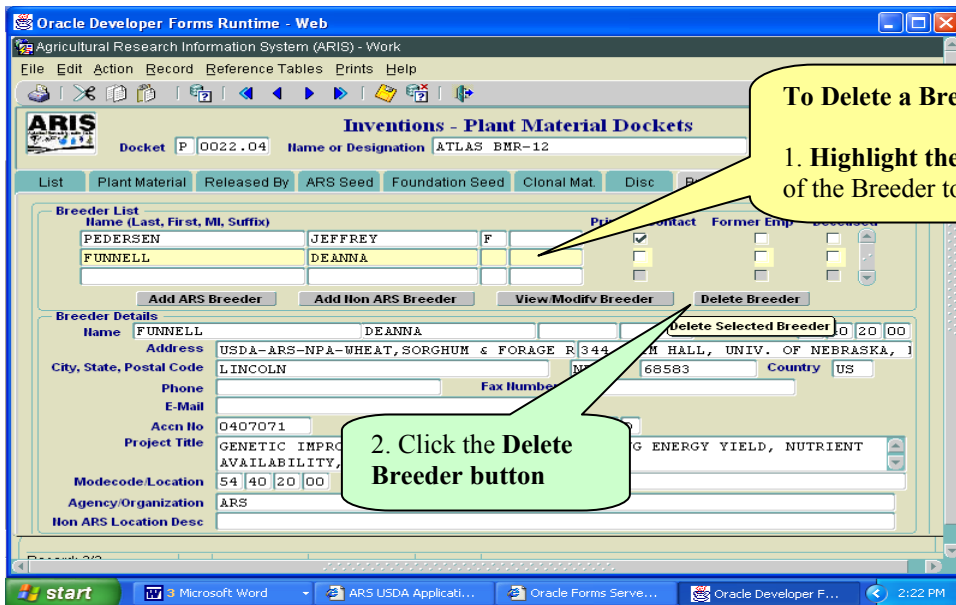 Oracle Developer Forms Runtime - Web
Agricultural Research Information System (ARIS) - Work
File Edit Action Record Reference Tables Prints Help
ARIS
Inventions - Plant Material Dockets
Docket P 0022.04 Name or Designation ATLAS BMR-12
To Delete a Bre
1. Highlight the
of the Breeder to
List Plant Material Released By ARS Seed Foundation Seed Clonal Mat. Disc
Breeder List
Name (Last, First, MI, Suffix) Former Emp
PEDERSEN JEFFREY F
FUNNELL DEANNA
Add ARS Breeder Add Non ARS Breeder View/Modify Breeder Delete Breeder
Breeder Details
Delete Selected Breeder
Name FUNNELL DEANNA 20 00
Address USDA-ARS-NPA-WHEAT,SORGHUM & FORAGE R 344 HALL, UNIV. OF NEBRASKA,
City, State, Postal Code LINCOLN 68583 Country US
Phone Fax Number
E-Mail
Accn No 0407071
Project Title GENETIC ENERGY YIELD, NUTRIENT
AVAILABILITY,
2. Click the Delete
Breeder button
Modecode/Location 54 40 20 00
Agency/Organization ARS
Non ARS Location Desc
start 3 Microsoft Word ARS USDA Applicati... Oracle Forms Serve... Oracle Developer F... 2:22 PM